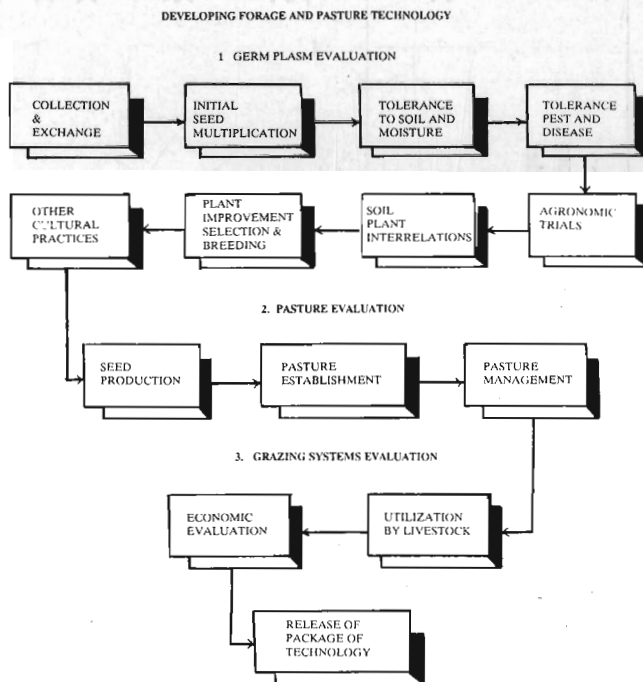 DEVELOPING FORAGE AND PASTURE TECHNOLOGY
1 GERM PLASM EVALUATION
COLLECTION
&
EXCHANGE
INITIAL
SEED
MULTIPLICATION
TOLERANCE
TO SOIL AND
MOISTURE
TOLERANCE
PEST AND
DISEASE
AGRONOMIC
TRIALS
SOIL
PLANT
INTERRELATIONS
PLANT
IMPROVEMENT
SELECTION &
BREEDING
OTHER
CULTURAL
PRACTICES
2. PASTURE EVALUATION
SEED
PRODUCTION
PASTURE
ESTABLISHMENT
PASTURE
MANAGEMENT
3. GRAZING SYSTEMS EVALUATION
UTILIZATION
BY LIVESTOCK
ECONOMIC
EVALUATION
RELEASE OF
PACKAGE OF
TECHNOLOGY